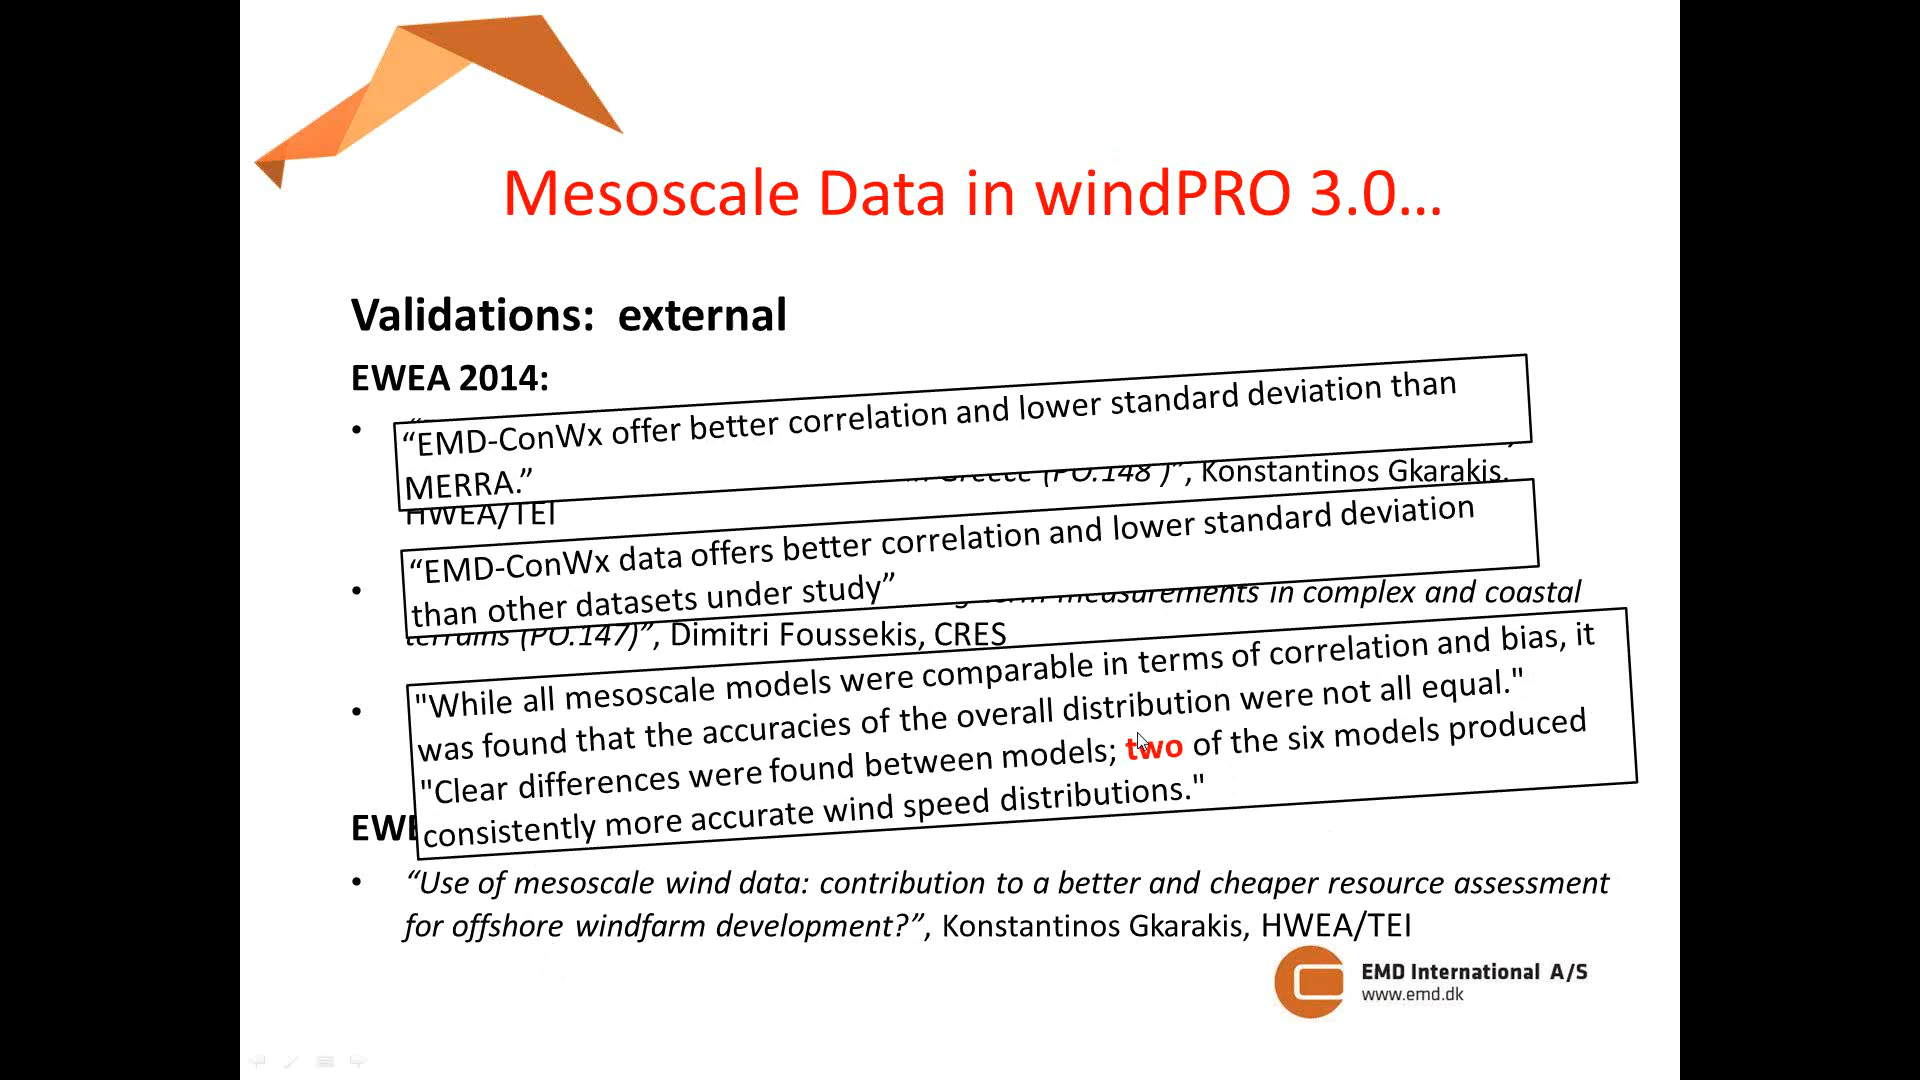 Mesoscale Data in windPRO 3.0...
Validations:  external
EWEA 2014:
• “EMD-ConWx offer better correlation and lower standard deviation than
MERRA.”
(PO.148 )”, Konstantinos Gkarakis,
HWEA/TEI
• “EMD-ConWx data offers better correlation and lower standard deviation
than other datasets under study”
measurements in complex and coastal
terrains (PO.147)”, Dimitri Foussekis, CRES
• "While all mesoscale models were comparable in terms of correlation and bias, it
was found that the accuracies of the overall distribution were not all equal."
"Clear differences were found between models; two of the six models produced
consistently more accurate wind speed distributions."
• “Use of mesoscale wind data: contribution to a better and cheaper resource assessment
for offshore windfarm development?”, Konstantinos Gkarakis, HWEA/TEI
EMD International A/S
www.emd.dk